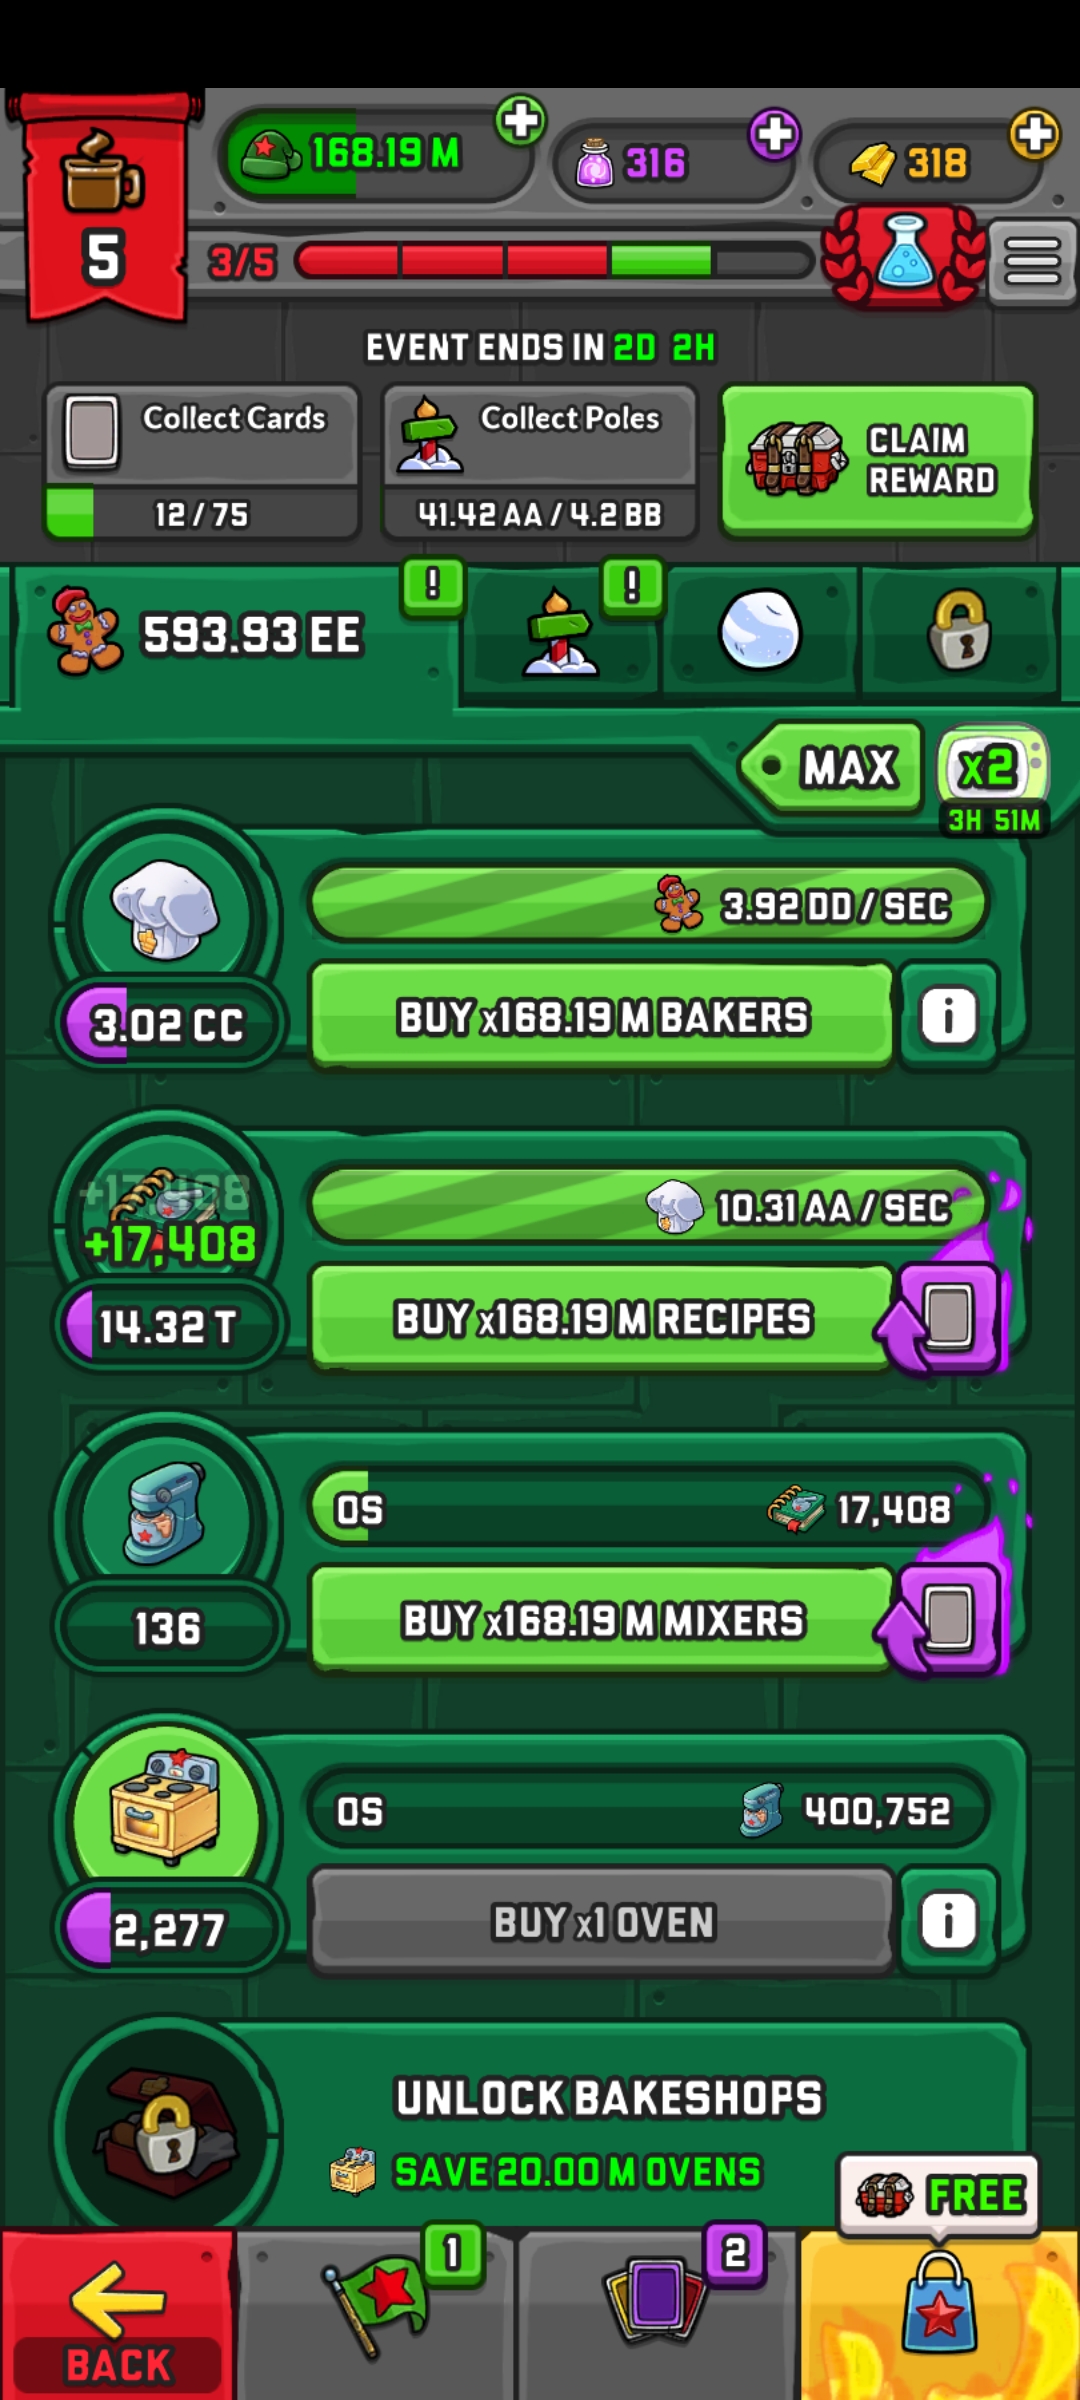 168.19 M
316
318
5
3/5
EVENT ENDS IN 2D 2H
Collect Cards
12 / 75
Collect Poles
41.42 AA / 4.2 BB
CLAIM
REWARD
593.93 EE
!
!
MAX
x2
3H 51M
3.92 DD / SEC
3.02 CC
BUY x168.19 M BAKERS
i
+17,408
+17,408
10.31 AA / SEC
14.32 T
BUY x168.19 M RECIPES
0S
17,408
136
BUY x168.19 M MIXERS
0S
400,752
2,277
BUY x1 OVEN
i
UNLOCK BAKESHOPS
SAVE 20.00 M OVENS
FREE
1
2
BACK